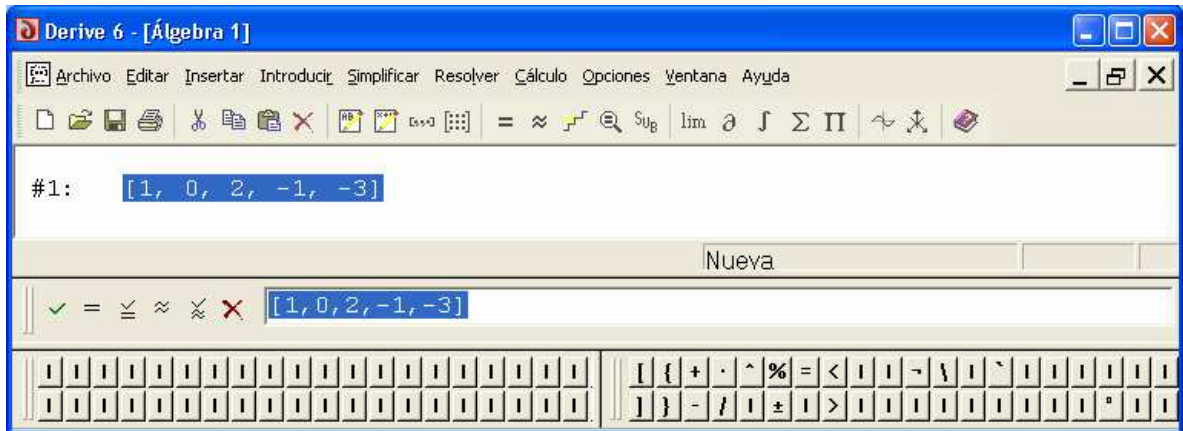 Derive 6 - [Álgebra 1]
Archivo Editar Insertar Introducir Simplificar Resolver Cálculo Opciones Ventana Ayuda
= ≈ Sub lim ∂ ∫ Σ Π
#1: [1, 0, 2, -1, -3]
Nueva
= ≈ [1,0,2,-1,-3]
I I I I I I I I I I I I I I I I I I I I [ { + · ^ % = < I I ¬ \ I ` I I I I I I
I I I I I I I I I I I I I I I I I I I I ] } - / I ± I > I I I I I I I I I º I I